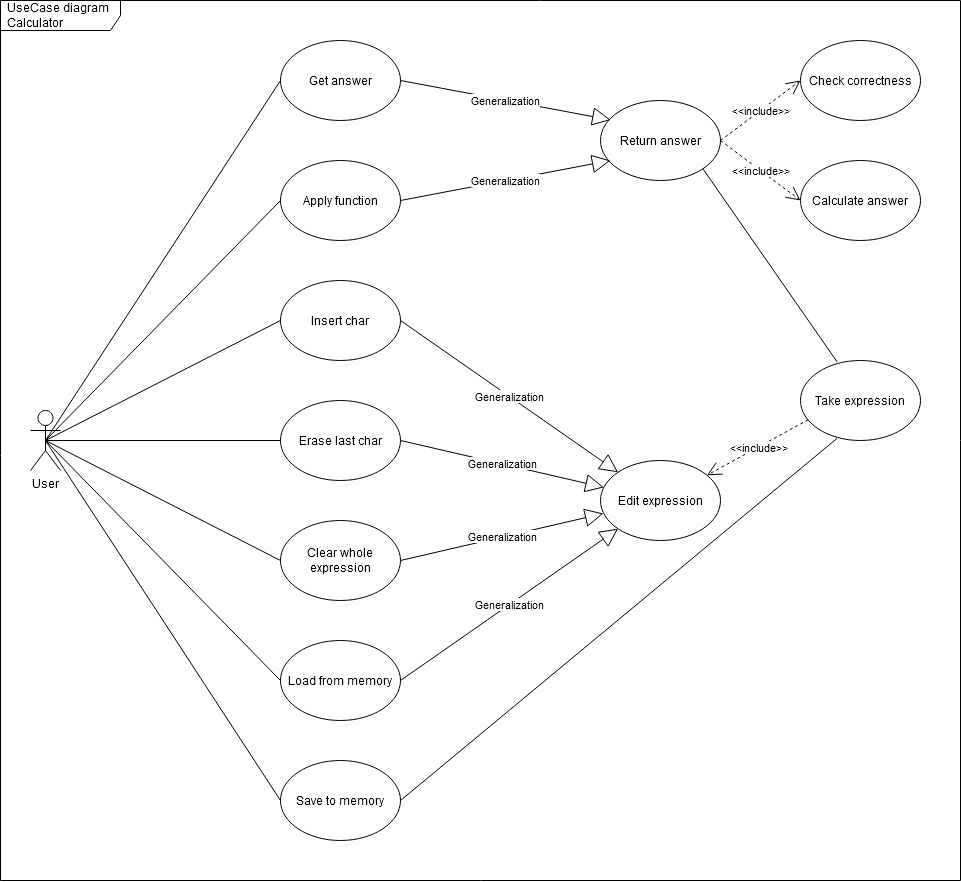 UseCase diagram
Calculator
Get answer
Check correctness
Generalization
<<include>>
Return answer
<<include>>
Generalization
Apply function
Calculate answer
Insert char
Generalization
Take expression
Erase last char
<<include>>
Generalization
User
Edit expression
Generalization
Clear whole
expression
Generalization
Load from memory
Save to memory